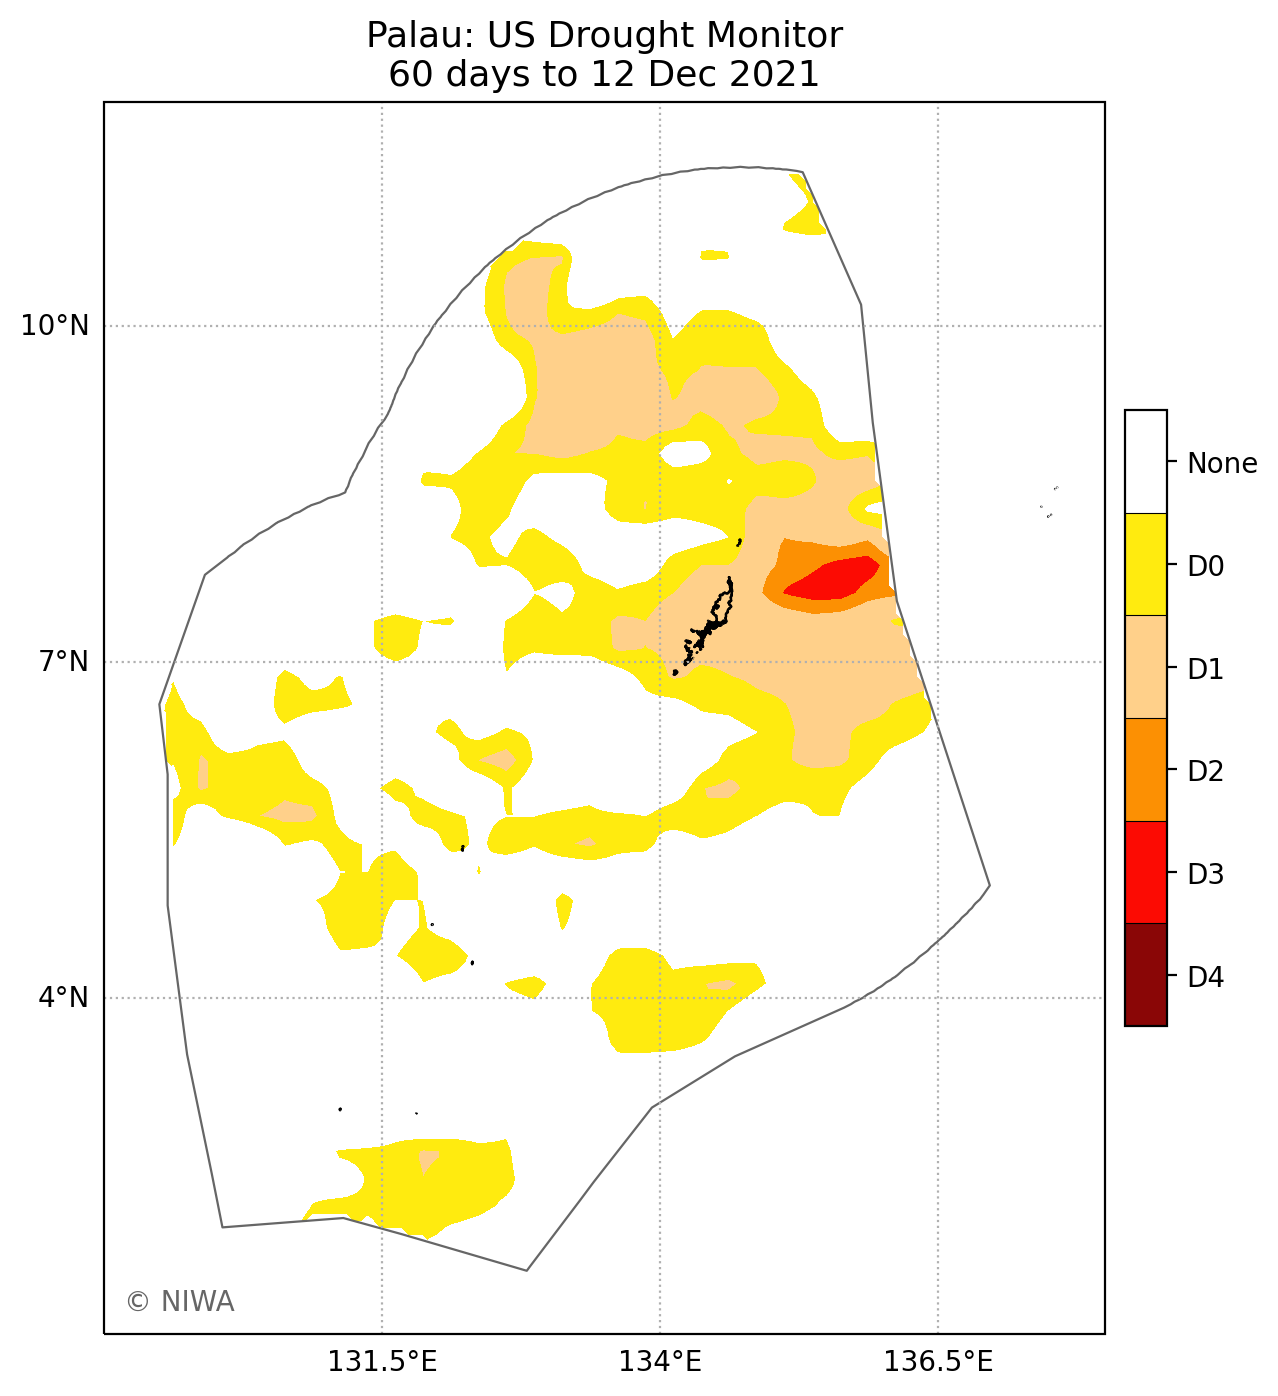 Palau: US Drought Monitor
60 days to 12 Dec 2021
10°N
7°N
4°N
131.5°E
134°E
136.5°E
None
D0
D1
D2
D3
D4
© NIWA